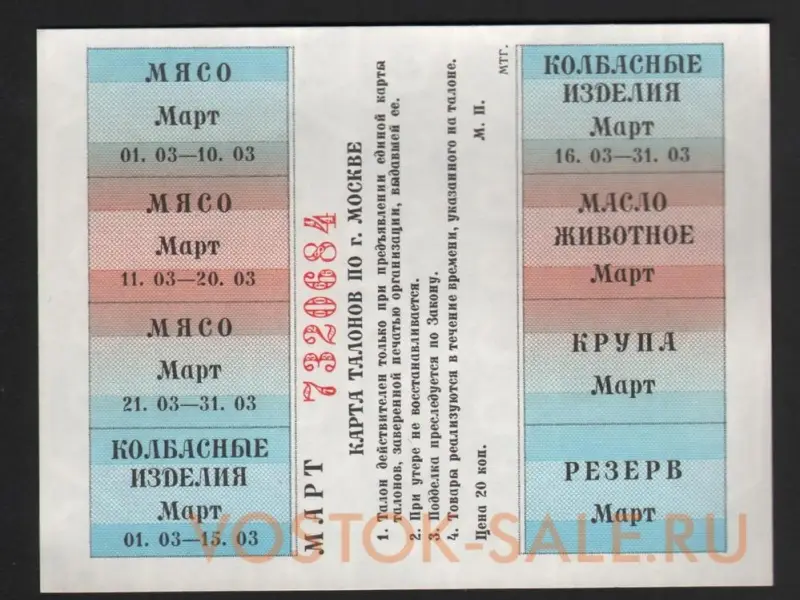 МЯСО
Март
01. 03—10. 03
МЯСО
Март
11. 03—20. 03
МЯСО
Март
21. 03—31. 03
КОЛБАСНЫЕ
ИЗДЕЛИЯ
Март
01. 03—15. 03
МАРТ 7320684
КАРТА ТАЛОНОВ ПО г. МОСКВЕ
1. Талон действителен только при предъявлении единой карты
талонов, заверенной печатью организации, выдавшей ее.
2. При утере не восстанавливается.
3. Подделка преследуется по Закону.
4. Товары реализуются в течение времени, указанного на талоне.
Цена 20 коп. М. П.
МТГ.
КОЛБАСНЫЕ
ИЗДЕЛИЯ
Март
16. 03—31. 03
МАСЛО
ЖИВОТНОЕ
Март
КРУПА
Март
РЕЗЕРВ
Март
VOSTOK-SALE.RU